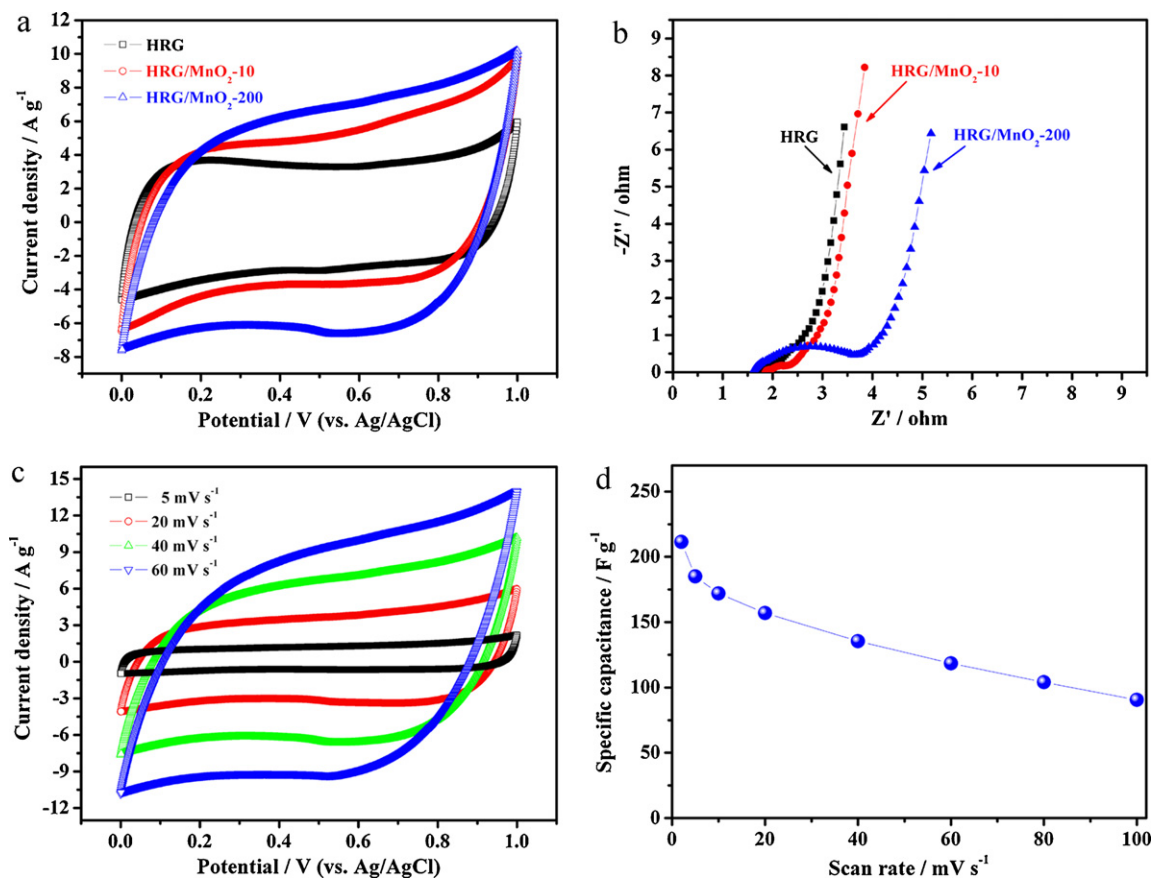 a
12
10
8
6
4
2
0
-2
-4
-6
-8
Current density / A g⁻¹
HRG
HRG/MnO₂-10
HRG/MnO₂-200
0.0 0.2 0.4 0.6 0.8 1.0
Potential / V (vs. Ag/AgCl)
b
9
8
7
6
5
4
3
2
1
0
-Z'' / ohm
HRG/MnO₂-10
HRG
HRG/MnO₂-200
0 1 2 3 4 5 6 7 8 9
Z' / ohm
c
15
12
9
6
3
0
-3
-6
-9
-12
Current density / A g⁻¹
5 mV s⁻¹
20 mV s⁻¹
40 mV s⁻¹
60 mV s⁻¹
0.0 0.2 0.4 0.6 0.8 1.0
Potential / V (vs. Ag/AgCl)
d
250
200
150
100
50
0
Specific capacitance / F g⁻¹
0 20 40 60 80 100
Scan rate / mV s⁻¹